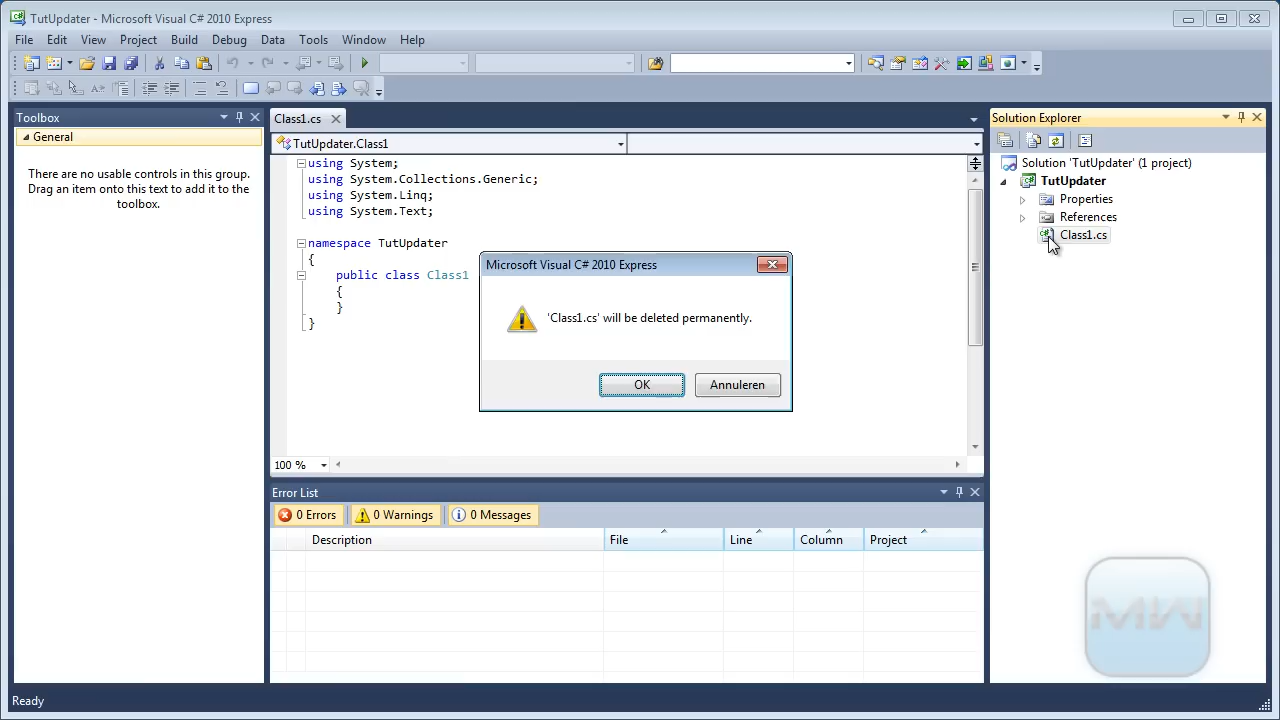 TutUpdater - Microsoft Visual C# 2010 Express
File Edit View Project Build Debug Data Tools Window Help
Toolbox
General
There are no usable controls in this group.
Drag an item onto this text to add it to the
toolbox.
Class1.cs
TutUpdater.Class1
using System;
using System.Collections.Generic;
using System.Linq;
using System.Text;
namespace TutUpdater
{
public class Class1
{
}
}
100 %
Microsoft Visual C# 2010 Express
'Class1.cs' will be deleted permanently.
OK
Annuleren
Error List
0 Errors
0 Warnings
0 Messages
Description File Line Column Project
Solution Explorer
Solution 'TutUpdater' (1 project)
TutUpdater
Properties
References
Class1.cs
MW
Ready